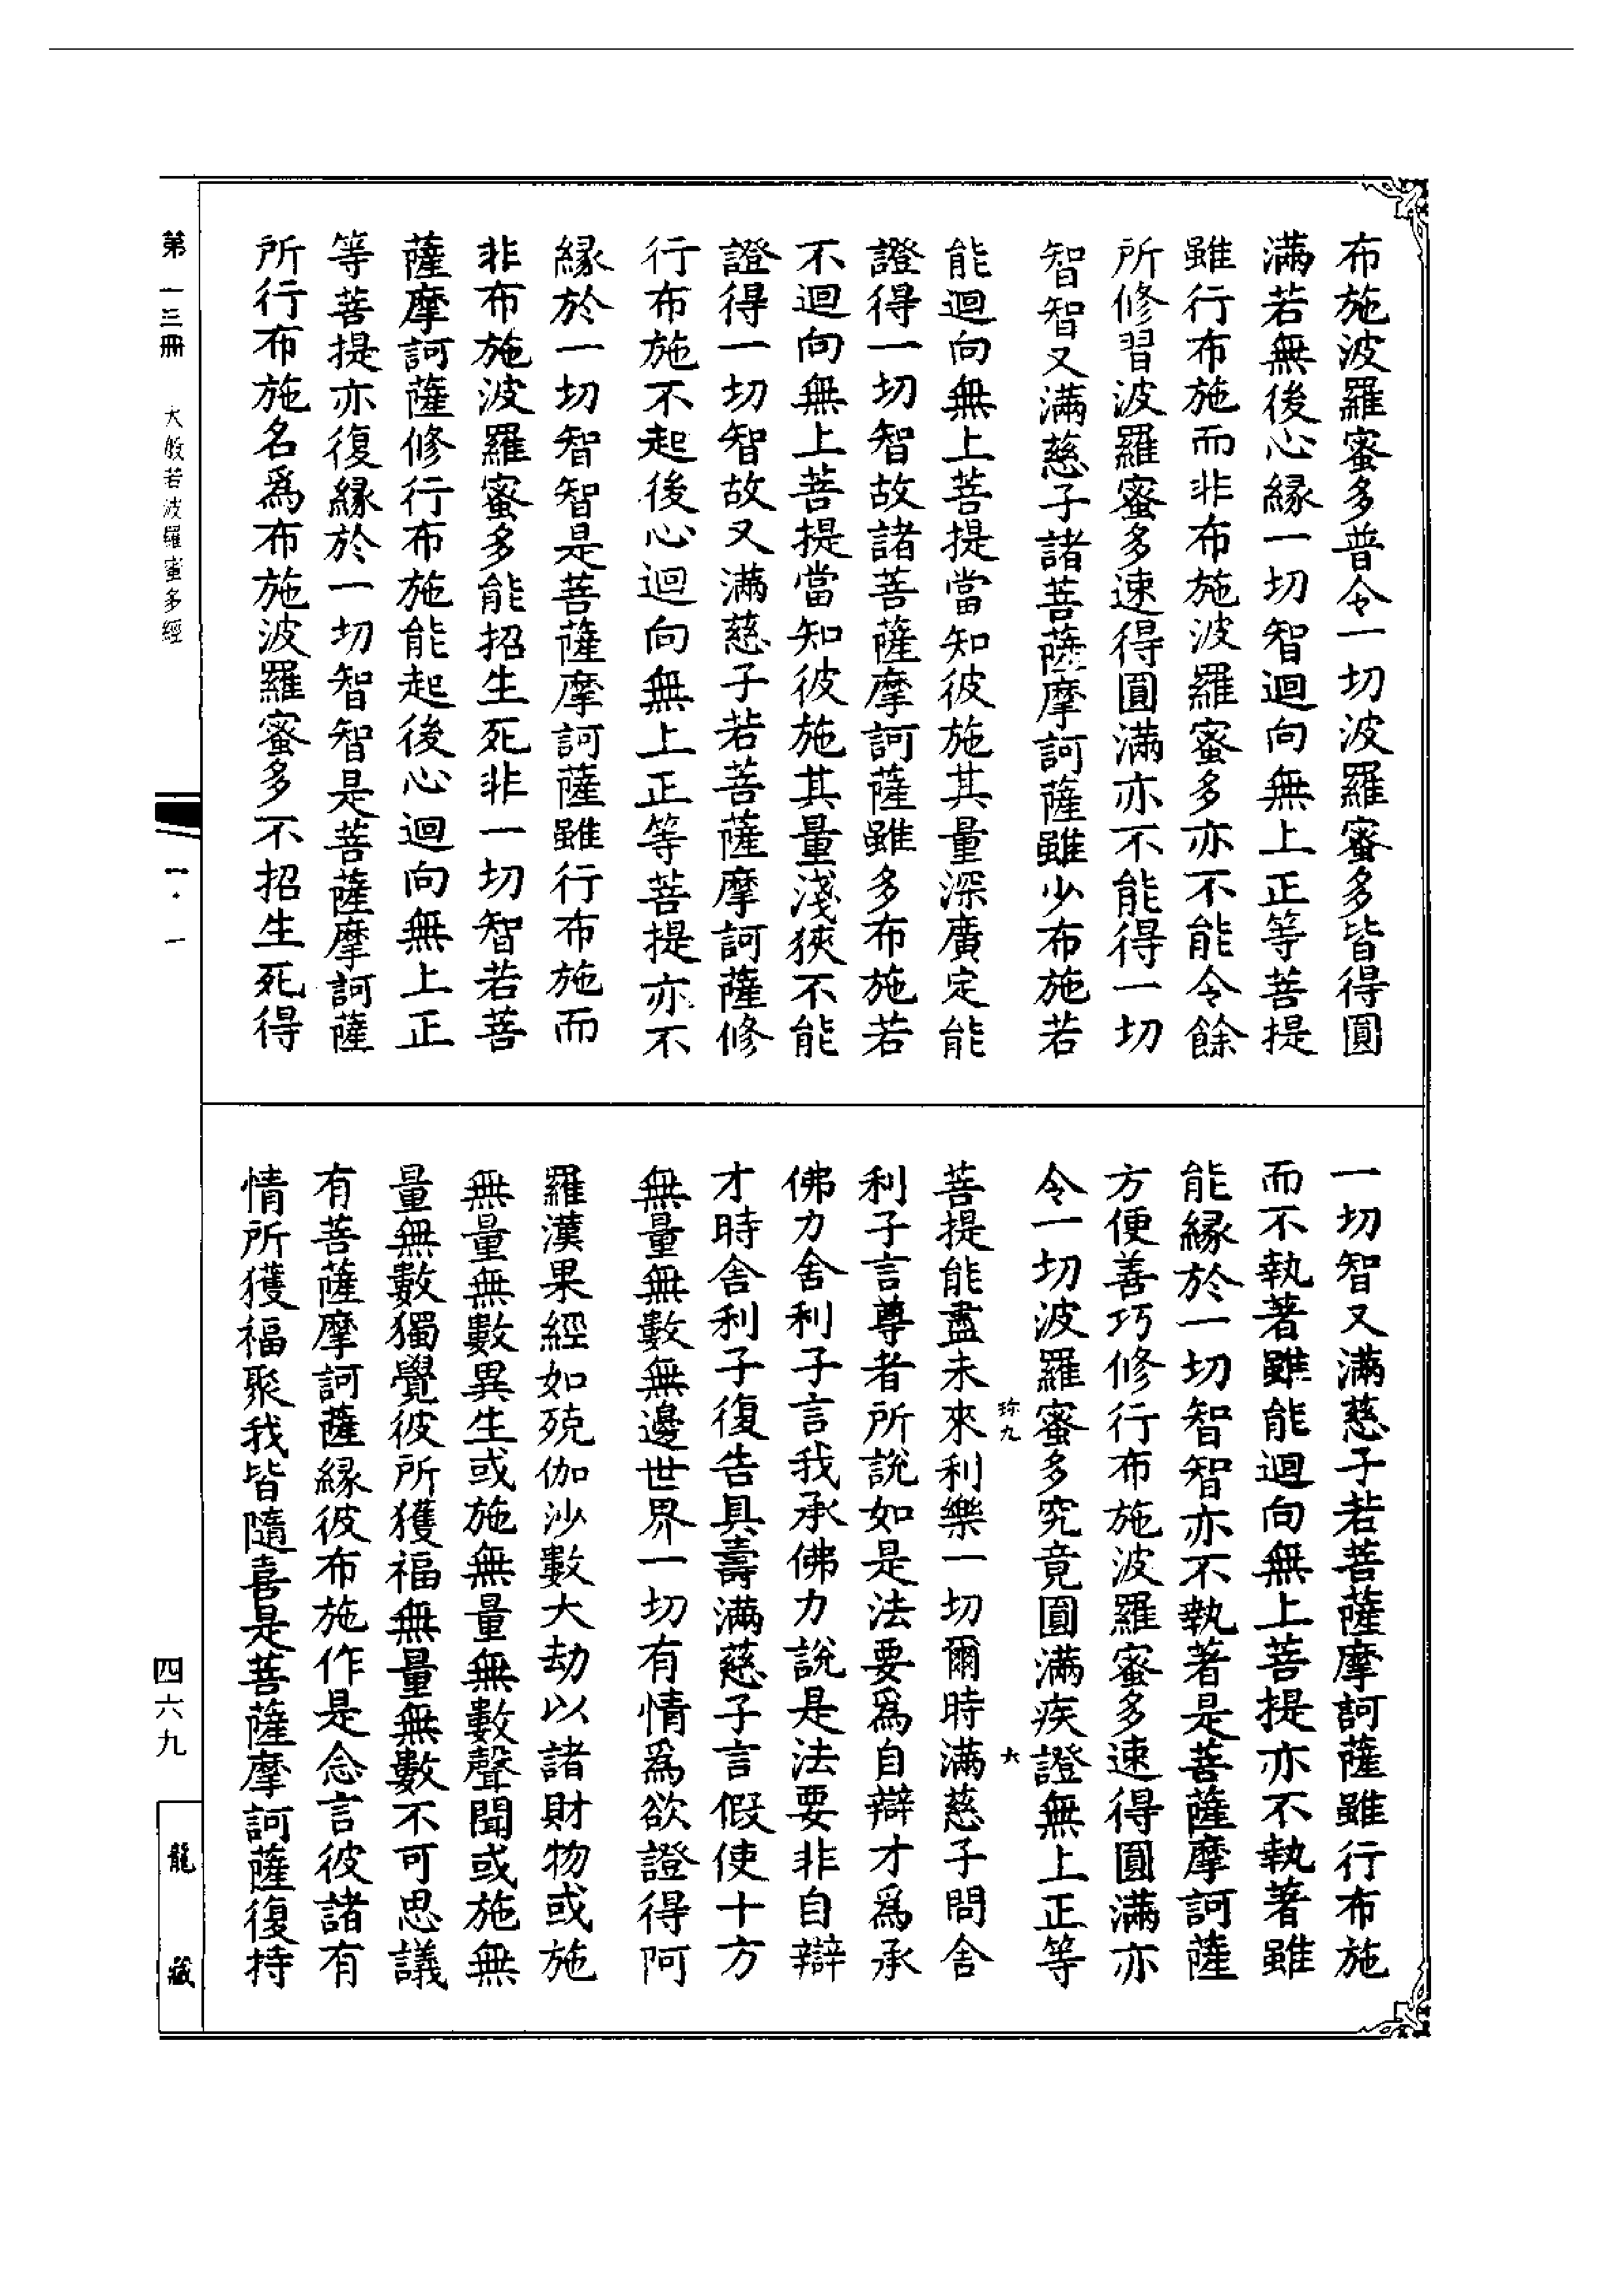 布施波羅蜜多普令一切波羅蜜多皆得圓
滿若無後心緣一切智迴向無上正等菩提
雖行布施而非布施波羅蜜多亦不能令餘
所修習波羅蜜多速得圓滿亦不能得一切
智智又滿慈子諸菩薩摩訶薩雖少布施若
能迴向無上菩提當知彼施其量深廣定能
證得一切智故諸菩薩摩訶薩雖多布施若
不迴向無上菩提當知彼施其量淺狹不能
證得一切智故又滿慈子若菩薩摩訶薩修
行布施不起後心迴向無上正等菩提亦不
緣於一切智智是菩薩摩訶薩雖行布施而
非布施波羅蜜多能招生死非一切智若菩
薩摩訶薩修行布施能起後心迴向無上正
等菩提亦復緣於一切智智是菩薩摩訶薩
所行布施名爲布施波羅蜜多不招生死得
一切智又滿慈子若菩薩摩訶薩雖行布施
而不執著雖能迴向無上菩提亦不執著雖
能緣於一切智智亦不執著是菩薩摩訶薩
方便善巧修行布施波羅蜜多速得圓滿亦
令一切波羅蜜多究竟圓滿疾證無上正等
珎九 六
菩提能盡未來利樂一切爾時滿慈子問舍
利子言尊者所說如是法要爲自辯才爲承
佛力舍利子言我承佛力說是法要非自辯
才時舍利子復告具壽滿慈子言假使十方
無量無數無邊世界一切有情爲欲證得阿
羅漢果經如殑伽沙數大劫以諸財物或施
無量無數異生或施無量無數聲聞或施無
量無數獨覺彼所獲福無量無數不可思議
有菩薩摩訶薩緣彼布施作是念言彼諸有
情所獲福聚我皆隨喜是菩薩摩訶薩復持
第一三冊 大般若波羅蜜多經
一·一
四六九
龍藏